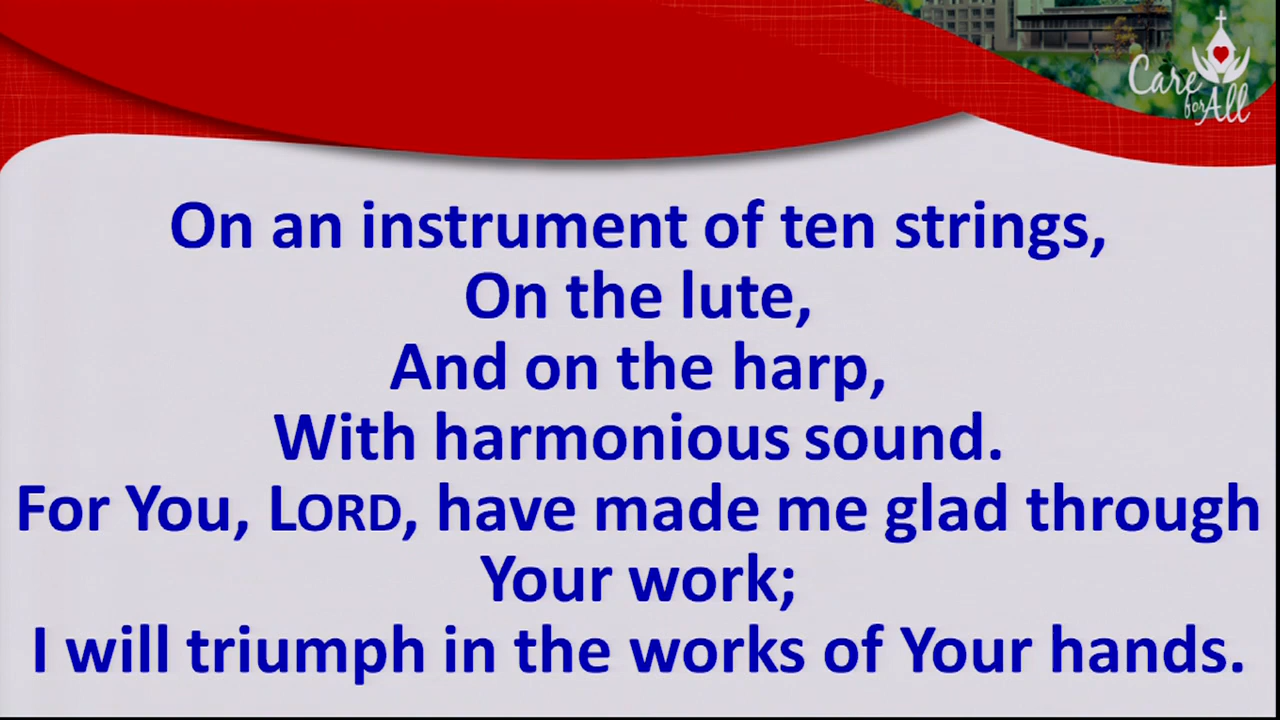 Care
for All
On an instrument of ten strings,
On the lute,
And on the harp,
With harmonious sound.
For You, LORD, have made me glad through
Your work;
I will triumph in the works of Your hands.